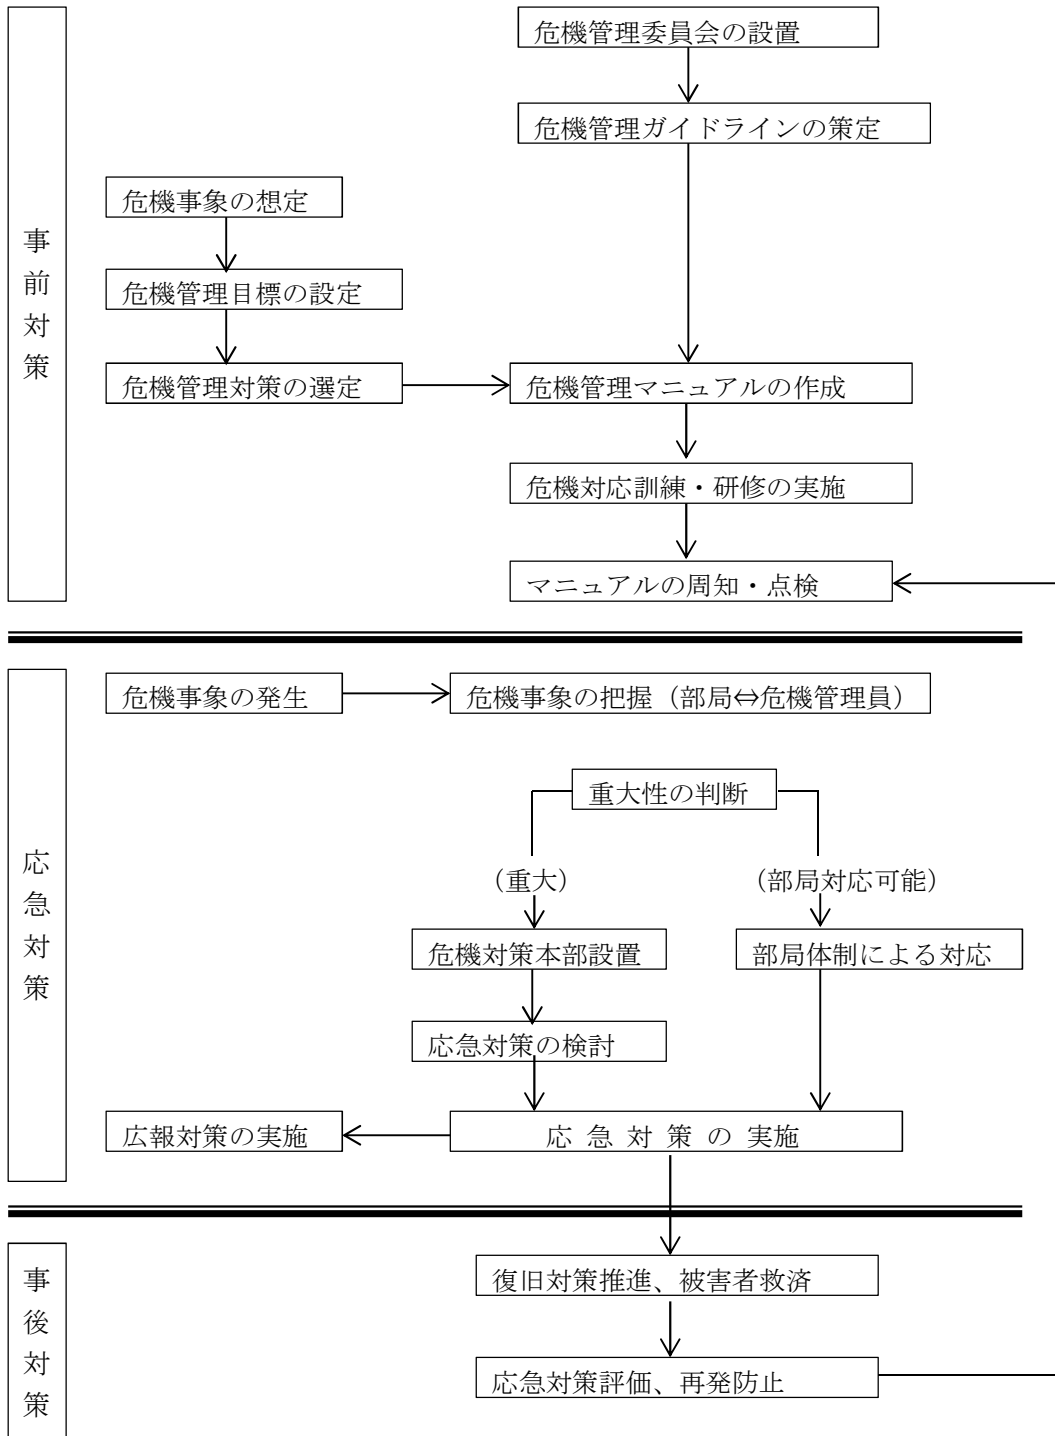 事前対策
危機管理委員会の設置
危機管理ガイドラインの策定
危機事象の想定
危機管理目標の設定
危機管理対策の選定
危機管理マニュアルの作成
危機対応訓練・研修の実施
マニュアルの周知・点検
応急対策
危機事象の発生
危機事象の把握（部局⇔危機管理員）
重大性の判断
（重大）
（部局対応可能）
危機対策本部設置
部局体制による対応
応急対策の検討
広報対策の実施
応 急 対 策 の 実施
事後対策
復旧対策推進、被害者救済
応急対策評価、再発防止